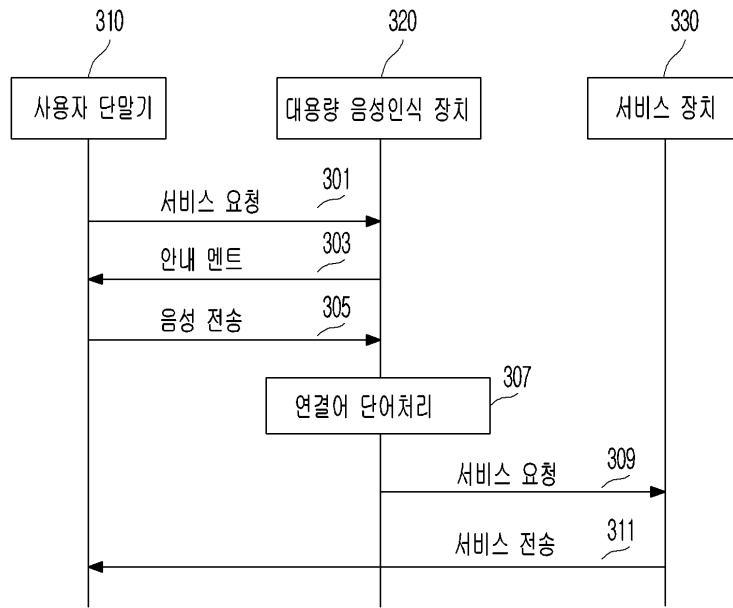 310
320
330
사용자 단말기
대용량 음성인식 장치
서비스 장치
301
서비스 요청
303
안내 멘트
305
음성 전송
307
연결어 단어처리
309
서비스 요청
311
서비스 전송